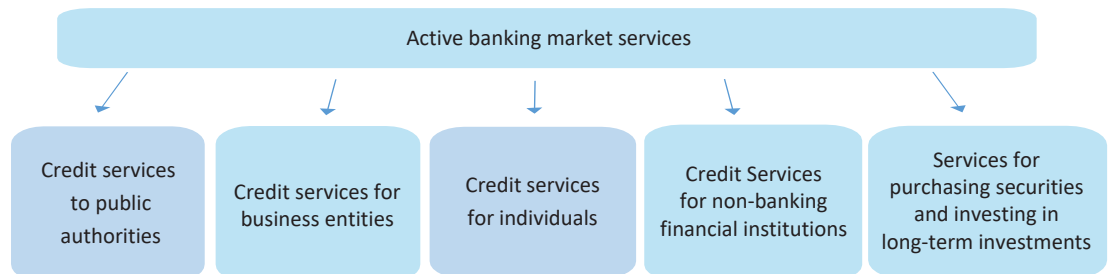 Active banking market services
Credit services
to public
authorities
Credit services for
business entities
Credit services
for individuals
Credit Services
for non-banking
financial institutions
Services for
purchasing securities
and investing in
long-term investments